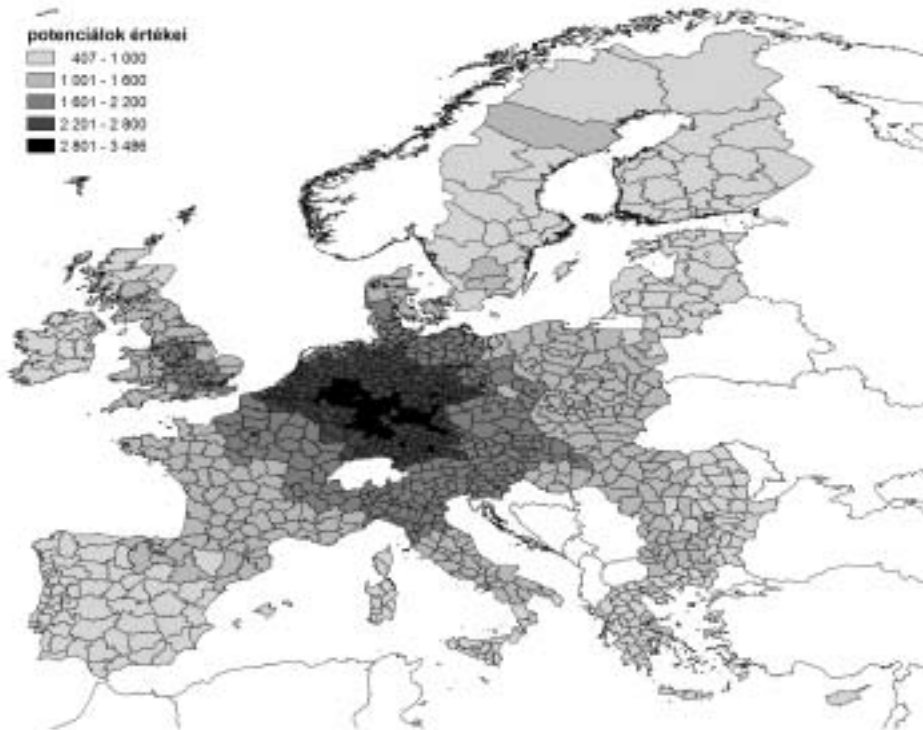 potenciálok értékei
407 - 1 000
1 001 - 1 600
1 601 - 2 200
2 201 - 2 800
2 801 - 3 486